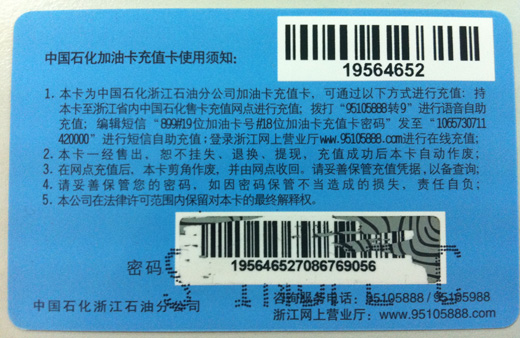 中国石化加油卡充值卡使用须知:
19564652
1. 本卡为中国石化浙江石油分公司加油卡充值卡，可通过以下方式进行充值: 持
本卡至浙江省内中国石化售卡充值网点进行充值; 拨打“95105888转9”进行语音自助
充值; 编辑短信“899#19位加油卡号#18位加油卡充值卡密码”发至“1065730711
420000”进行短信自助充值; 登录浙江网上营业厅www.95105888.com进行在线充值;
2. 本卡一经售出，恕不挂失、退换、提现，充值成功后本卡自动作废;
3. 在网点充值后，本卡剪角作废，并由网点收回。请妥善保管充值凭据，以备查询;
4. 请妥善保管您的密码，如因密码保管不当造成的损失，责任自负;
5. 本公司在法律许可范围内保留对本卡的最终解释权。
密码
195646527086769056
中国石化浙江石油分公司
咨询服务电话: 95105888 / 95105988
浙江网上营业厅: www.95105888.com